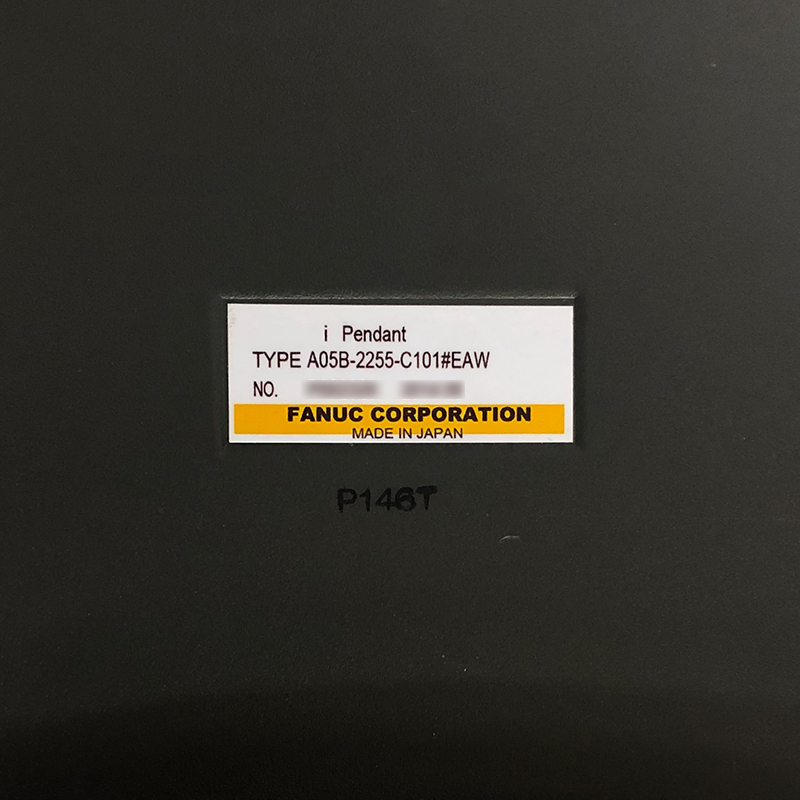 i Pendant
TYPE A05B-2255-C101#EAW
NO.
FANUC CORPORATION
MADE IN JAPAN
P146T